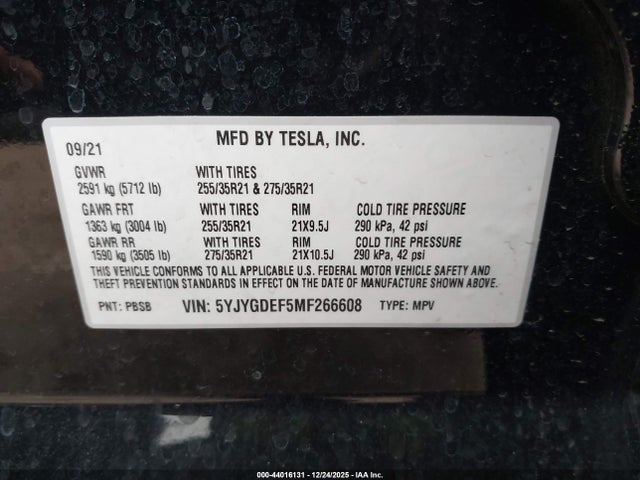 MFD BY TESLA, INC.
09/21
GVWR WITH TIRES
2591 kg (5712 lb) 255/35R21 & 275/35R21
GAWR FRT WITH TIRES RIM COLD TIRE PRESSURE
1363 kg (3004 lb) 255/35R21 21X9.5J 290 kPa, 42 psi
GAWR RR WITH TIRES RIM COLD TIRE PRESSURE
1590 kg (3505 lb) 275/35R21 21X10.5J 290 kPa, 42 psi
THIS VEHICLE CONFORMS TO ALL APPLICABLE U.S. FEDERAL MOTOR VEHICLE SAFETY AND
THEFT PREVENTION STANDARDS IN EFFECT ON THE DATE OF MANUFACTURE SHOWN ABOVE.
PNT: PBSB VIN: 5YJYGDEF5MF266608 TYPE: MPV
000-44016131 - 12/24/2025 - IAA Inc.